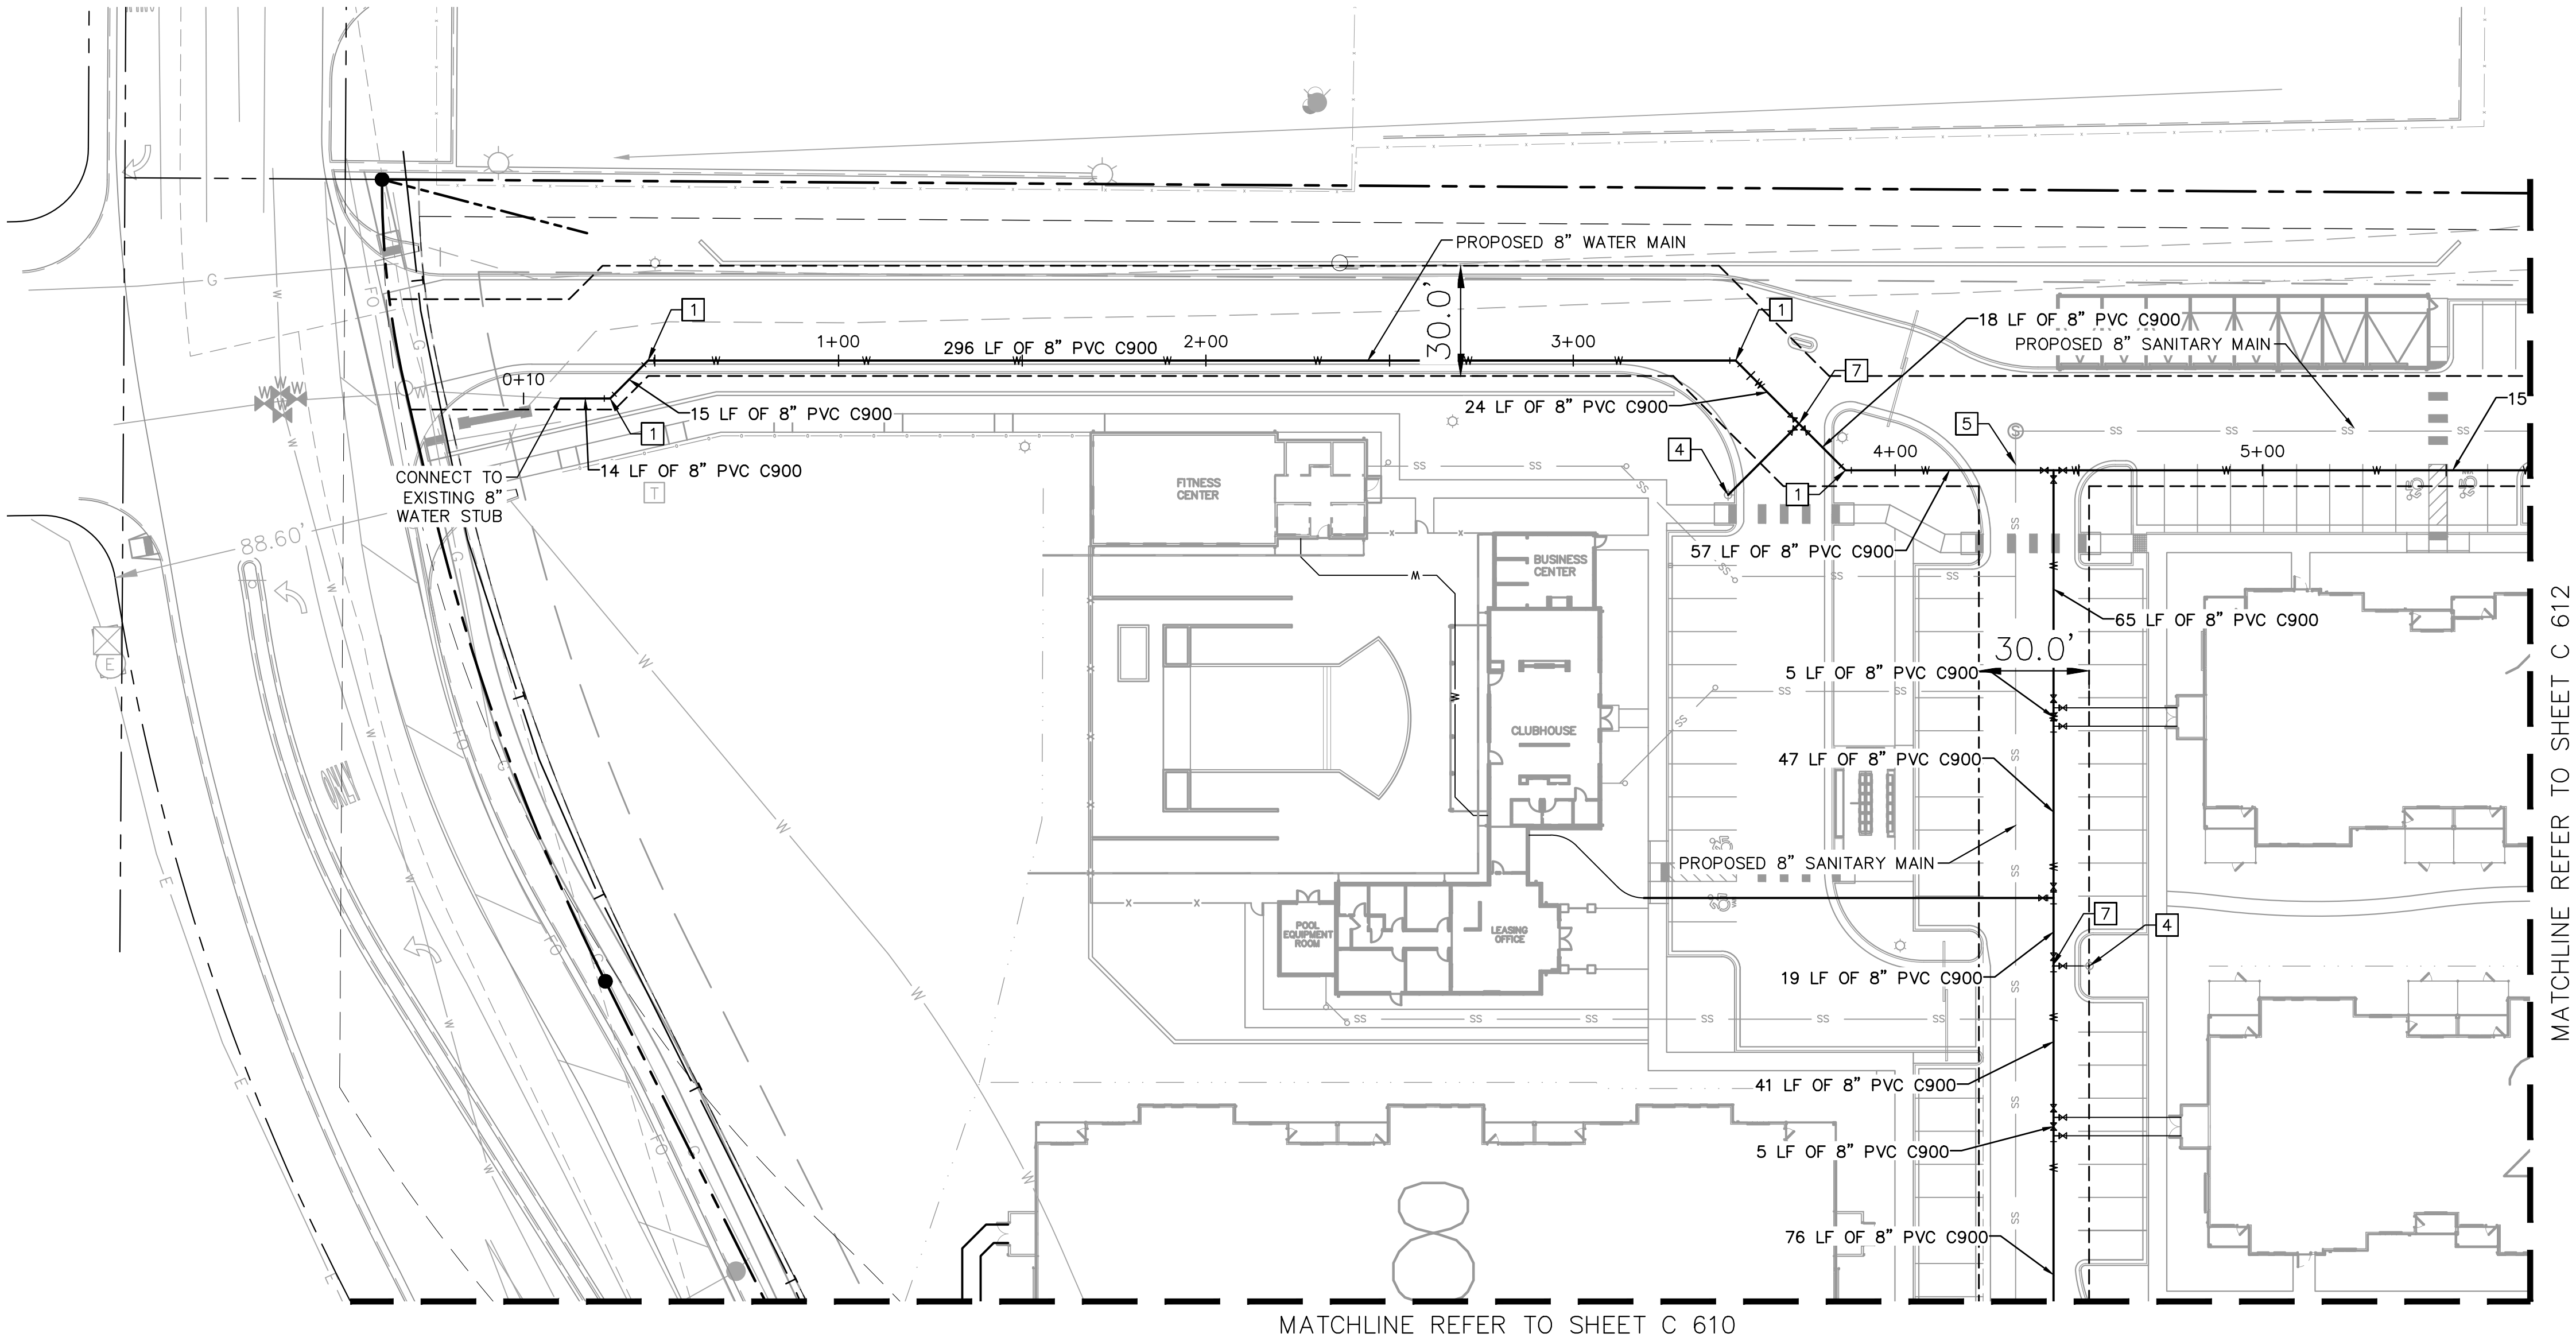 PROPOSED 8" WATER MAIN
G
W
FO
30.0'
1
1
1+00
296 LF OF 8" PVC C900
2+00
3+00
18 LF OF 8" PVC C900
PROPOSED 8" SANITARY MAIN
0+10
15 LF OF 8" PVC C900
1
7
24 LF OF 8" PVC C900
15
4
5
4+00
5+00
CONNECT TO
EXISTING 8"
WATER STUB
14 LF OF 8" PVC C900
T
FITNESS
CENTER
1
88.60'
57 LF OF 8" PVC C900
BUSINESS
CENTER
E
65 LF OF 8" PVC C900
30.0'
5 LF OF 8" PVC C900
CLUBHOUSE
47 LF OF 8" PVC C900
PROPOSED 8" SANITARY MAIN
POOL
EQUIPMENT
ROOM
LEASING
OFFICE
7
4
19 LF OF 8" PVC C900
SS SS SS SS SS SS
41 LF OF 8" PVC C900
5 LF OF 8" PVC C900
76 LF OF 8" PVC C900
MATCHLINE REFER TO SHEET C 612
MATCHLINE REFER TO SHEET C 610